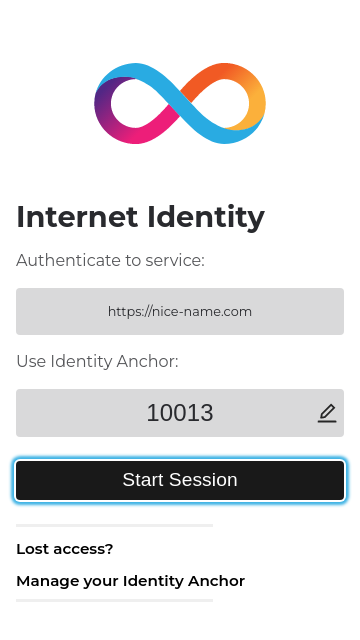 Internet Identity
Authenticate to service:
https://nice-name.com
Use Identity Anchor:
10013
Start Session
Lost access?
Manage your Identity Anchor